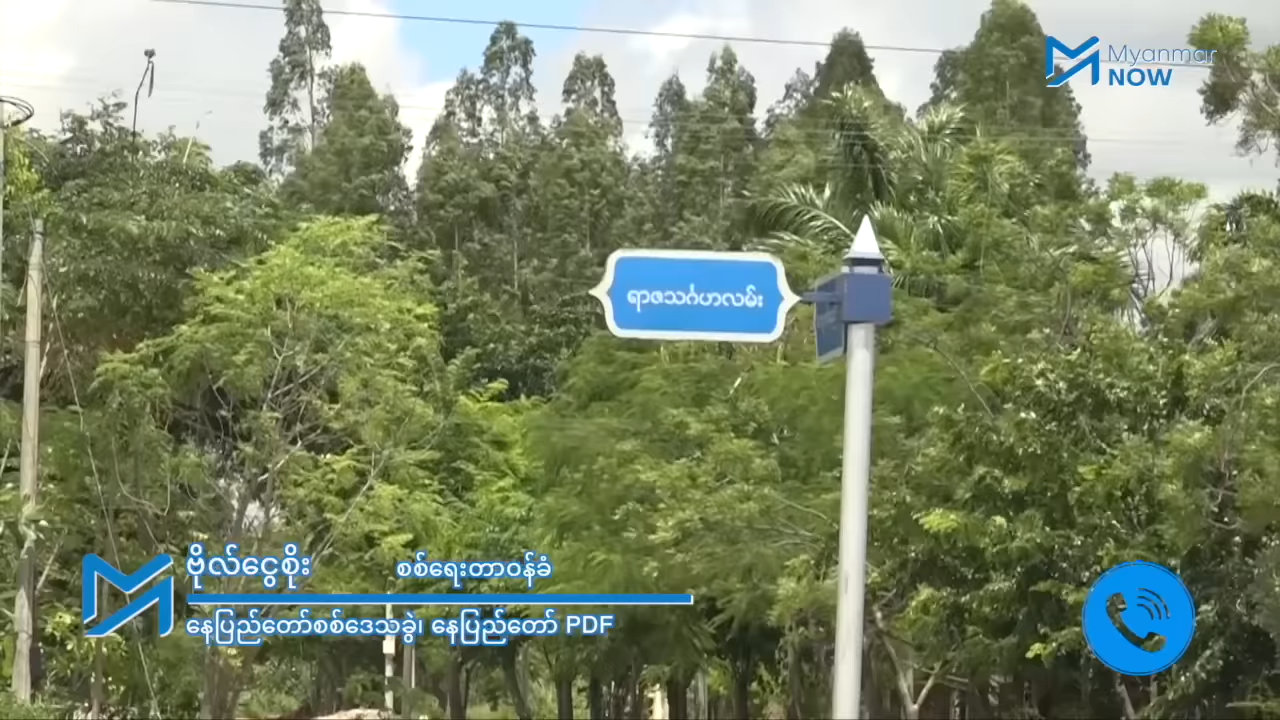 Myanmar
NOW
ရာဇသင်္ဂဟလမ်း
ဗိုလ်ငွေစိုး စစ်ရေးတာဝန်ခံ
နေပြည်တော်စစ်ဒေသခွဲ၊ နေပြည်တော် PDF